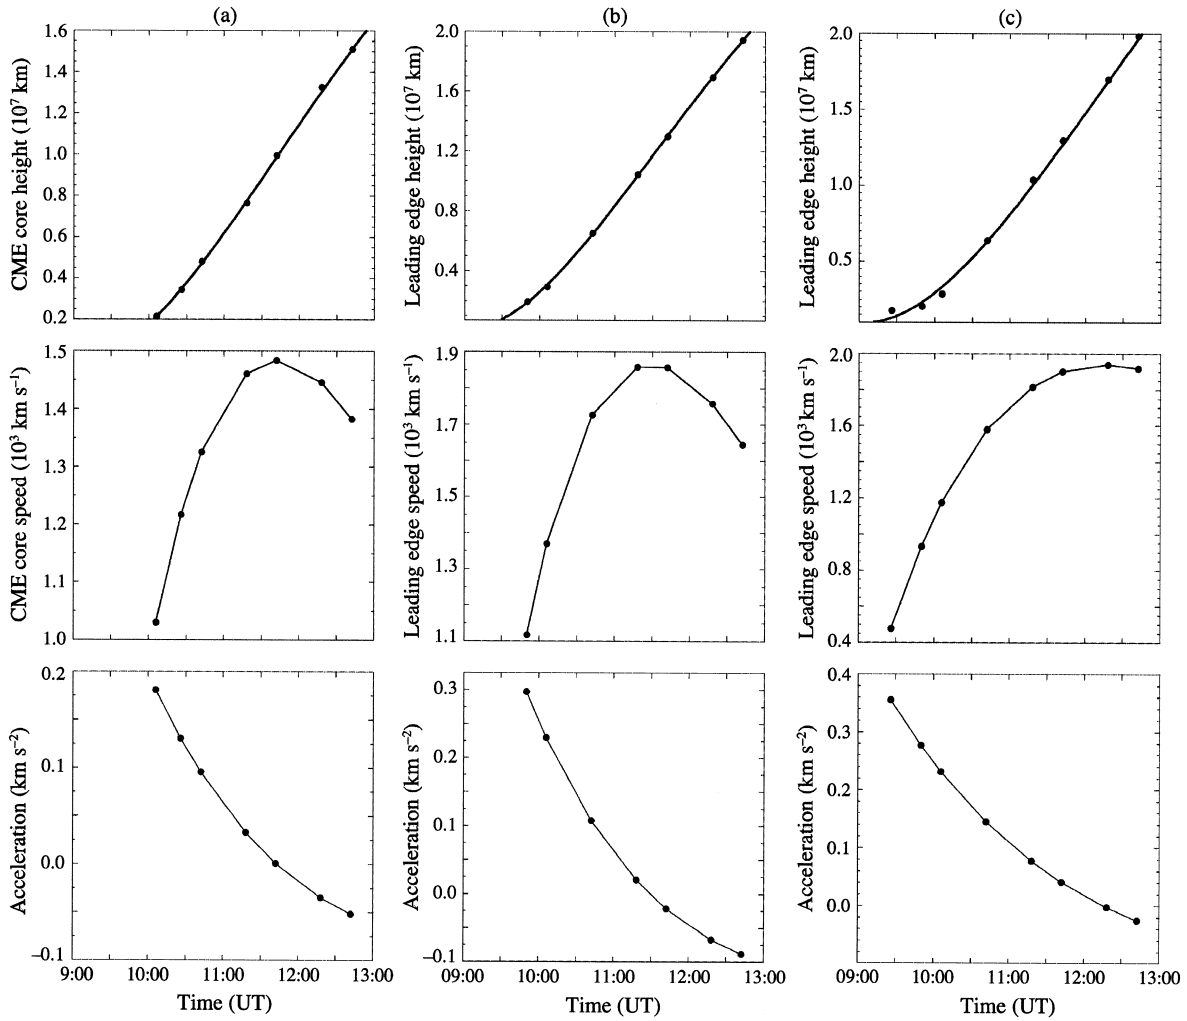 (a)
(b)
(c)
CME core height (10⁷ km)
1.6
1.4
1.2
1.0
0.8
0.6
0.4
0.2
Leading edge height (10⁷ km)
2.0
1.6
1.2
0.8
0.4
Leading edge height (10⁷ km)
2.0
1.5
1.0
0.5
CME core speed (10³ km s⁻¹)
1.5
1.4
1.3
1.2
1.1
1.0
Leading edge speed (10³ km s⁻¹)
1.9
1.7
1.5
1.3
1.1
Leading edge speed (10³ km s⁻¹)
2.0
1.6
1.2
0.8
0.4
Acceleration (km s⁻²)
0.2
0.1
0.0
–0.1
9:00 10:00 11:00 12:00 13:00
Time (UT)
Acceleration (km s⁻²)
0.3
0.2
0.1
0.0
–0.1
09:00 10:00 11:00 12:00 13:00
Time (UT)
Acceleration (km s⁻²)
0.4
0.3
0.2
0.1
0.0
09:00 10:00 11:00 12:00 13:00
Time (UT)